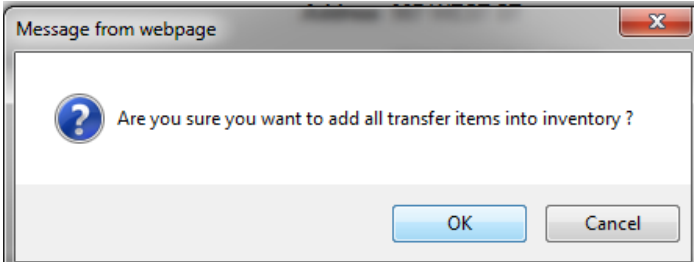 Message from webpage
Are you sure you want to add all transfer items into inventory ?
OK
Cancel